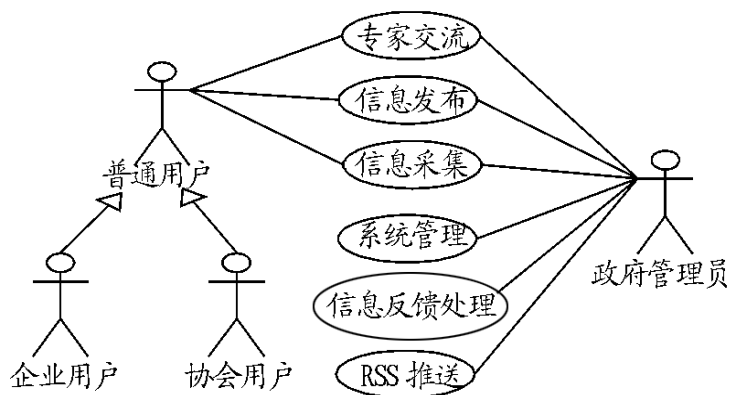 专家交流
信息发布
信息采集
普通用户
系统管理
政府管理员
信息反馈处理
企业用户
协会用户
RSS 推送